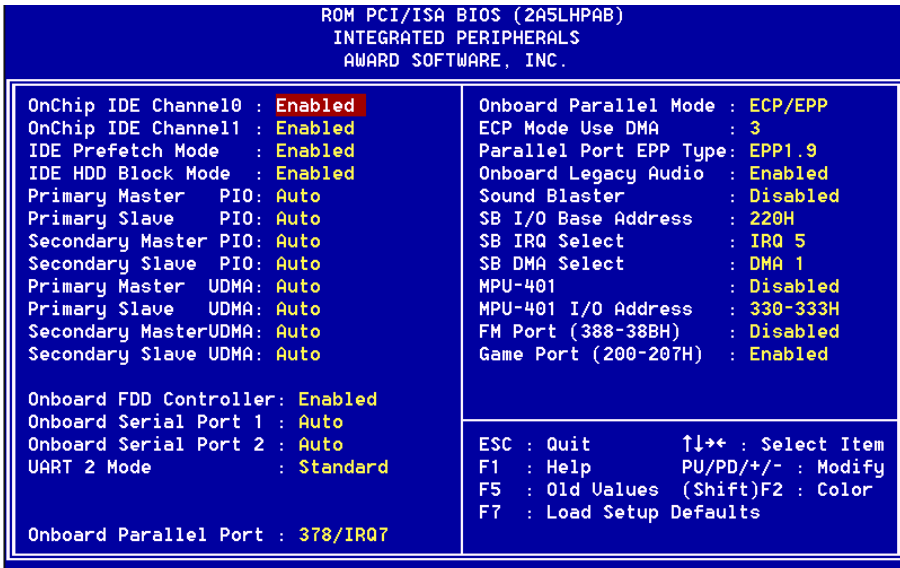 ROM PCI/ISA BIOS (2A5LHPAB)
INTEGRATED PERIPHERALS
AWARD SOFTWARE, INC.
OnChip IDE Channel0 : Enabled
OnChip IDE Channel1 : Enabled
IDE Prefetch Mode : Enabled
IDE HDD Block Mode : Enabled
Primary Master PIO: Auto
Primary Slave PIO: Auto
Secondary Master PIO: Auto
Secondary Slave PIO: Auto
Primary Master UDMA: Auto
Primary Slave UDMA: Auto
Secondary MasterUDMA: Auto
Secondary Slave UDMA: Auto
Onboard FDD Controller: Enabled
Onboard Serial Port 1 : Auto
Onboard Serial Port 2 : Auto
UART 2 Mode : Standard
Onboard Parallel Port : 378/IRQ7
Onboard Parallel Mode : ECP/EPP
ECP Mode Use DMA : 3
Parallel Port EPP Type: EPP1.9
Onboard Legacy Audio : Enabled
Sound Blaster : Disabled
SB I/O Base Address : 220H
SB IRQ Select : IRQ 5
SB DMA Select : DMA 1
MPU-401 : Disabled
MPU-401 I/O Address : 330-333H
FM Port (388-38BH) : Disabled
Game Port (200-207H) : Enabled
ESC : Quit ↑↓→← : Select Item
F1 : Help PU/PD/+/- : Modify
F5 : Old Values (Shift)F2 : Color
F7 : Load Setup Defaults